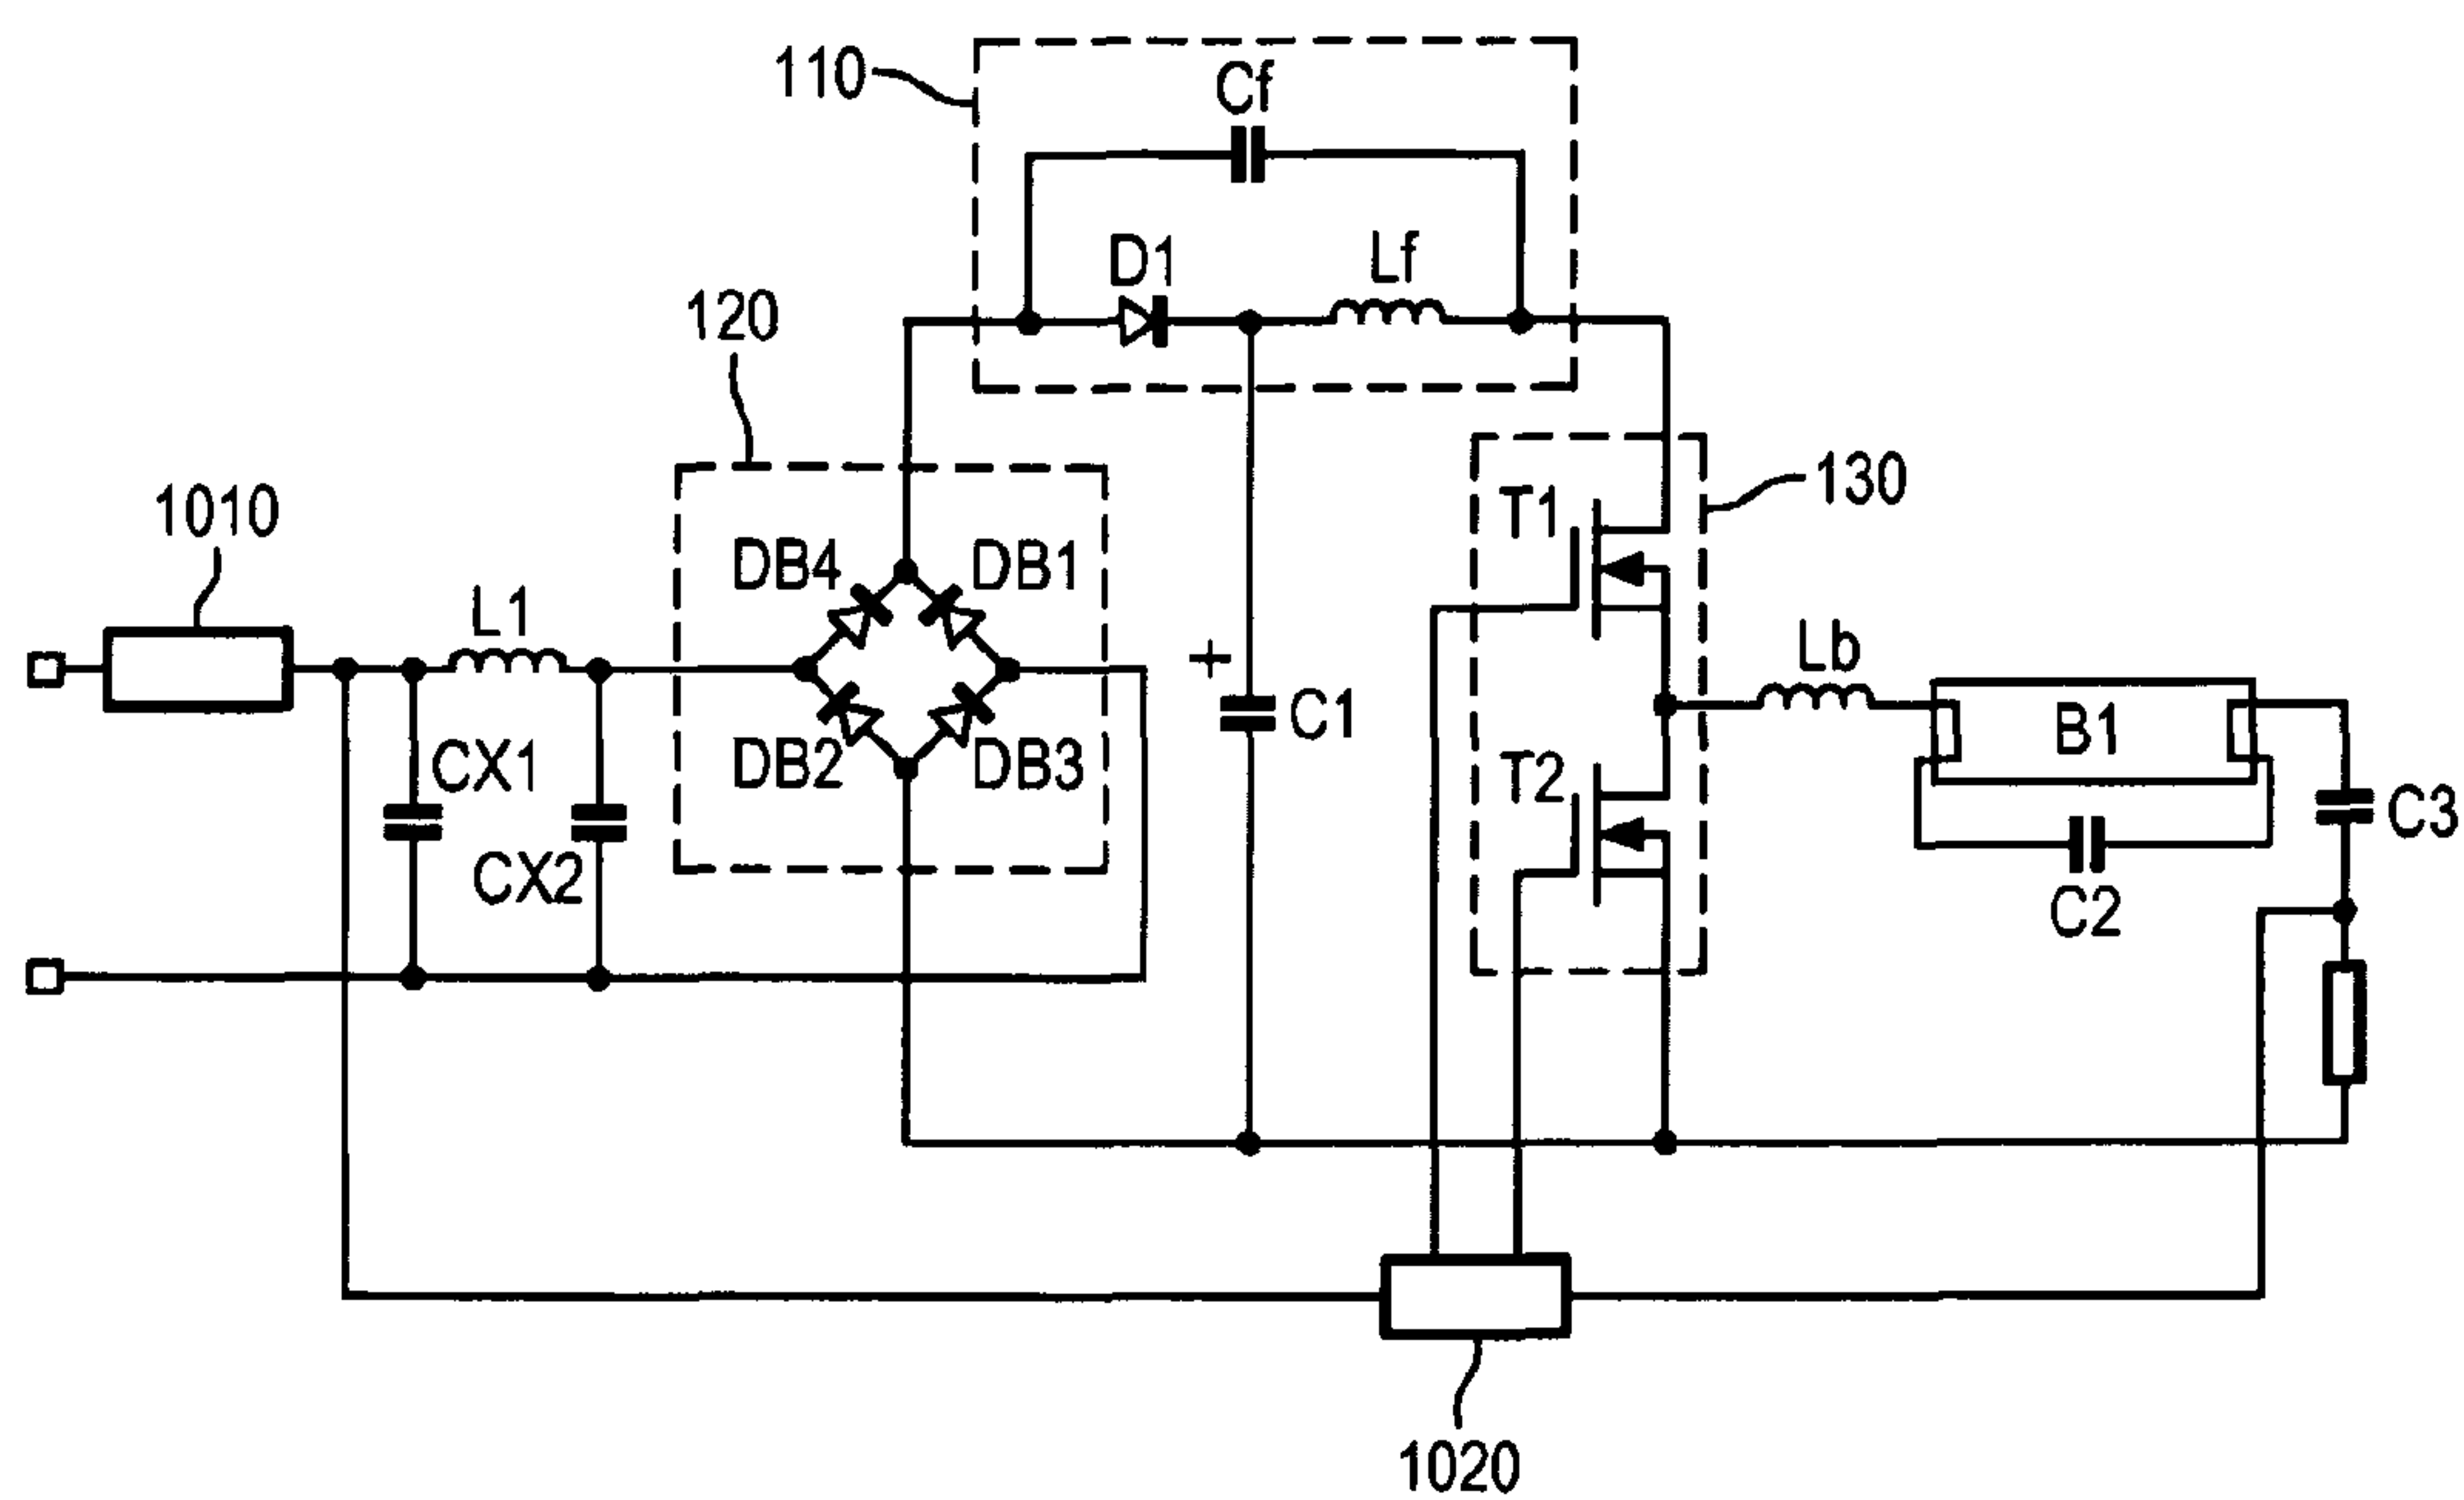 110
Cf
D1
Lf
120
130
1010
T1
L1
DB4
DB1
Lb
+
C1
B1
CX1
DB2
DB3
T2
C3
CX2
C2
1020